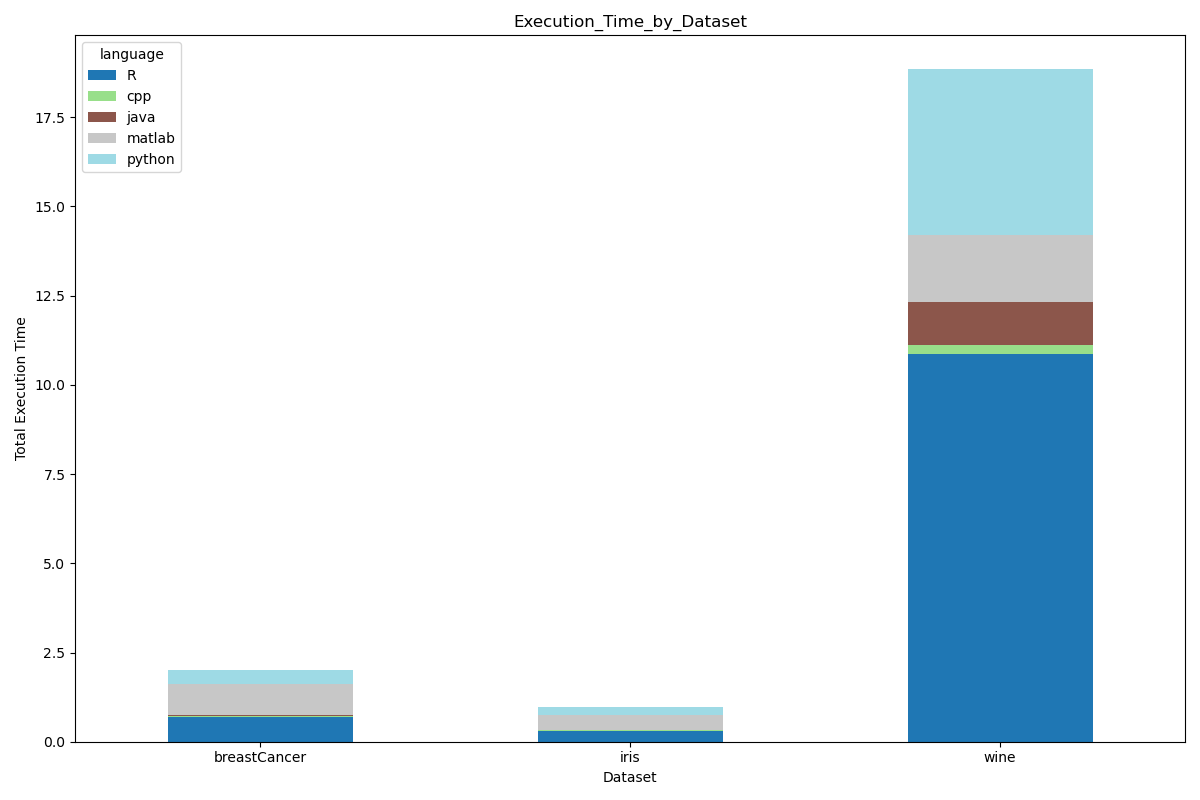 Execution_Time_by_Dataset
language
R
cpp
java
matlab
python
17.5
15.0
12.5
10.0
7.5
5.0
2.5
0.0
Total Execution Time
breastCancer
iris
wine
Dataset